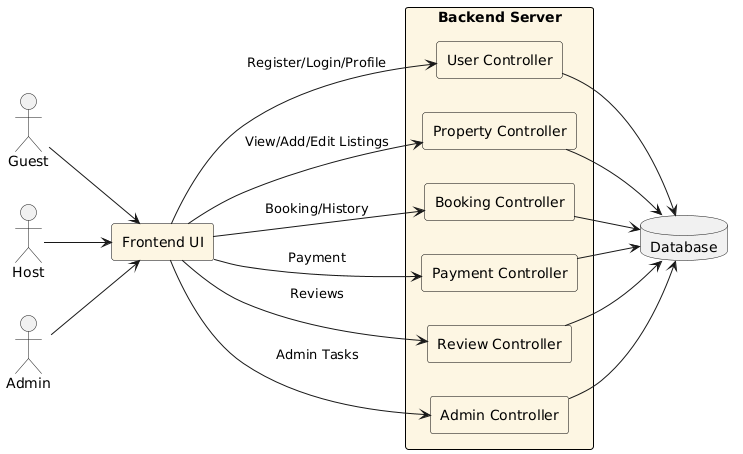 Backend Server
User Controller
Register/Login/Profile
Property Controller
View/Add/Edit Listings
Guest
Booking Controller
Booking/History
Frontend UI
Database
Host
Payment
Payment Controller
Reviews
Review Controller
Admin Tasks
Admin
Admin Controller